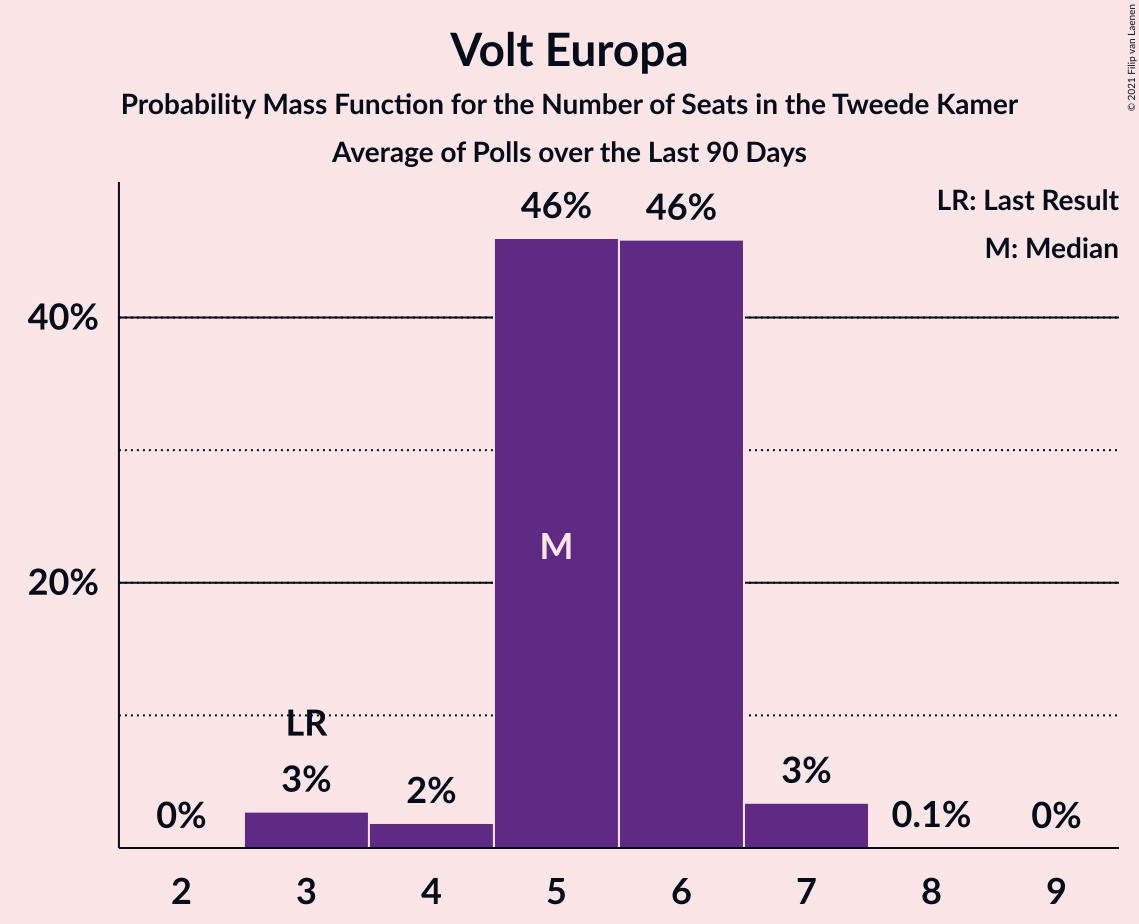 Volt Europa
Probability Mass Function for the Number of Seats in the Tweede Kamer
Average of Polls over the Last 90 Days
© 2021 Filip van Laenen
LR: Last Result
M: Median
46% 46%
40%
M
20%
LR
0% 3% 2% 3% 0.1% 0%
2 3 4 5 6 7 8 9